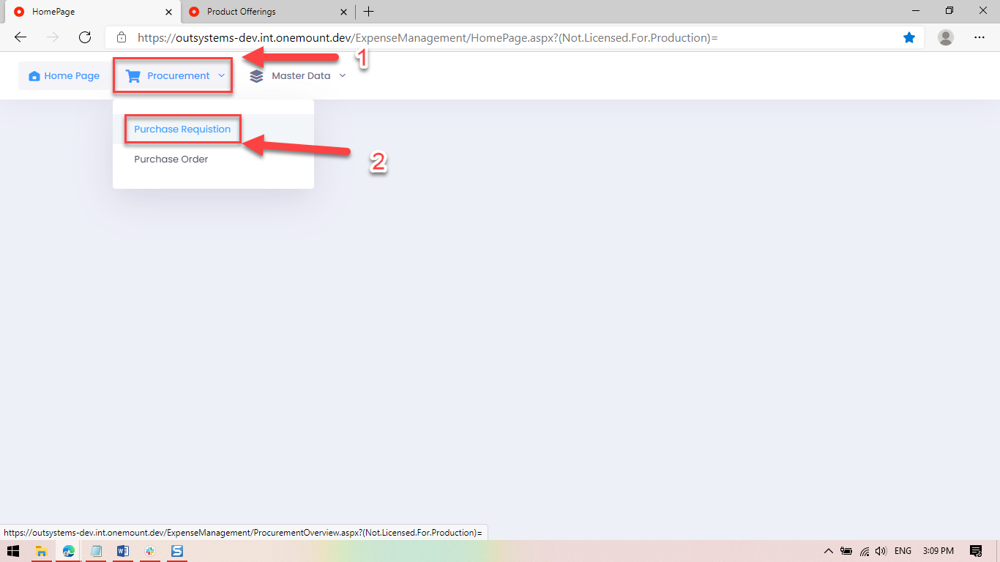 HomePage
Product Offerings
https://outsystems-dev.int.onemount.dev/ExpenseManagement/HomePage.aspx?(Not.Licensed.For.Production)=
1
Home Page
Procurement
Master Data
Purchase Requistion
2
Purchase Order
https://outsystems-dev.int.onemount.dev/ExpenseManagement/ProcurementOverview.aspx?(Not.Licensed.For.Production)=
ENG
3:09 PM